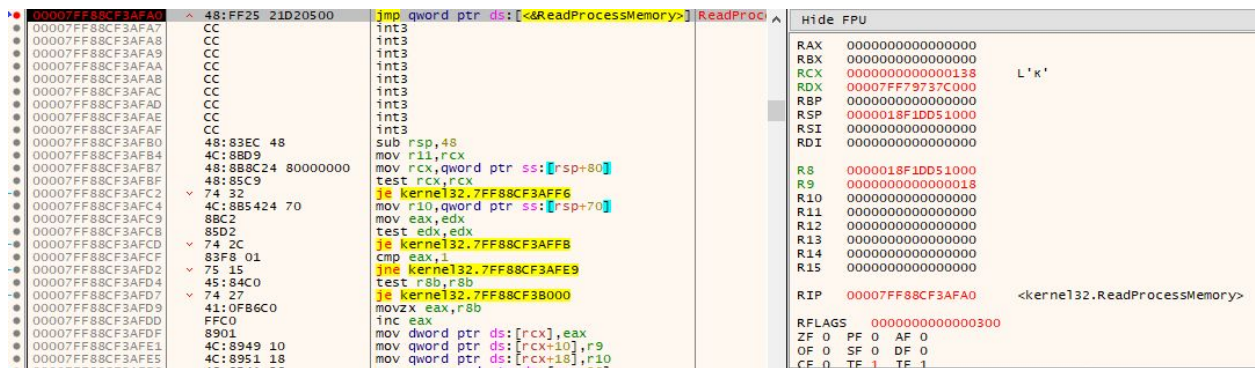 00007FF88CF3AFA0 48:FF25 21D20500 jmp qword ptr ds:[<&ReadProcessMemory>] ReadProc
00007FF88CF3AFA7 CC int3
00007FF88CF3AFA8 CC int3
00007FF88CF3AFA9 CC int3
00007FF88CF3AFAA CC int3
00007FF88CF3AFAB CC int3
00007FF88CF3AFAC CC int3
00007FF88CF3AFAD CC int3
00007FF88CF3AFAE CC int3
00007FF88CF3AFAF CC int3
00007FF88CF3AFB0 48:83EC 48 sub rsp,48
00007FF88CF3AFB4 4C:8BD9 mov r11,rcx
00007FF88CF3AFB7 48:8B8C24 80000000 mov rcx,qword ptr ss:[rsp+80]
00007FF88CF3AFBF 48:85C9 test rcx,rcx
00007FF88CF3AFC2 74 32 je kernel32.7FF88CF3AFF6
00007FF88CF3AFC4 4C:8B5424 70 mov r10,qword ptr ss:[rsp+70]
00007FF88CF3AFC9 8BC2 mov eax,edx
00007FF88CF3AFCB 85D2 test edx,edx
00007FF88CF3AFCD 74 2C je kernel32.7FF88CF3AFFB
00007FF88CF3AFCF 83F8 01 cmp eax,1
00007FF88CF3AFD2 75 15 jne kernel32.7FF88CF3AFE9
00007FF88CF3AFD4 45:84C0 test r8b,r8b
00007FF88CF3AFD7 74 27 je kernel32.7FF88CF3B000
00007FF88CF3AFD9 41:0FB6C0 movzx eax,r8b
00007FF88CF3AFDD FFC0 inc eax
00007FF88CF3AFDF 8901 mov dword ptr ds:[rcx],eax
00007FF88CF3AFE1 4C:8949 10 mov qword ptr ds:[rcx+10],r9
00007FF88CF3AFE5 4C:8951 18 mov qword ptr ds:[rcx+18],r10
Hide FPU
RAX 0000000000000000
RBX 0000000000000000
RCX 0000000000000138 L'ĸ'
RDX 00007FF79737C000
RBP 0000000000000000
RSP 0000018F1DD51000
RSI 0000000000000000
RDI 0000000000000000
R8 0000018F1DD51000
R9 0000000000000018
R10 0000000000000000
R11 0000000000000000
R12 0000000000000000
R13 0000000000000000
R14 0000000000000000
R15 0000000000000000
RIP 00007FF88CF3AFA0 <kernel32.ReadProcessMemory>
RFLAGS 0000000000000300
ZF 0 PF 0 AF 0
OF 0 SF 0 DF 0
CF 0 TF 1 IF 1